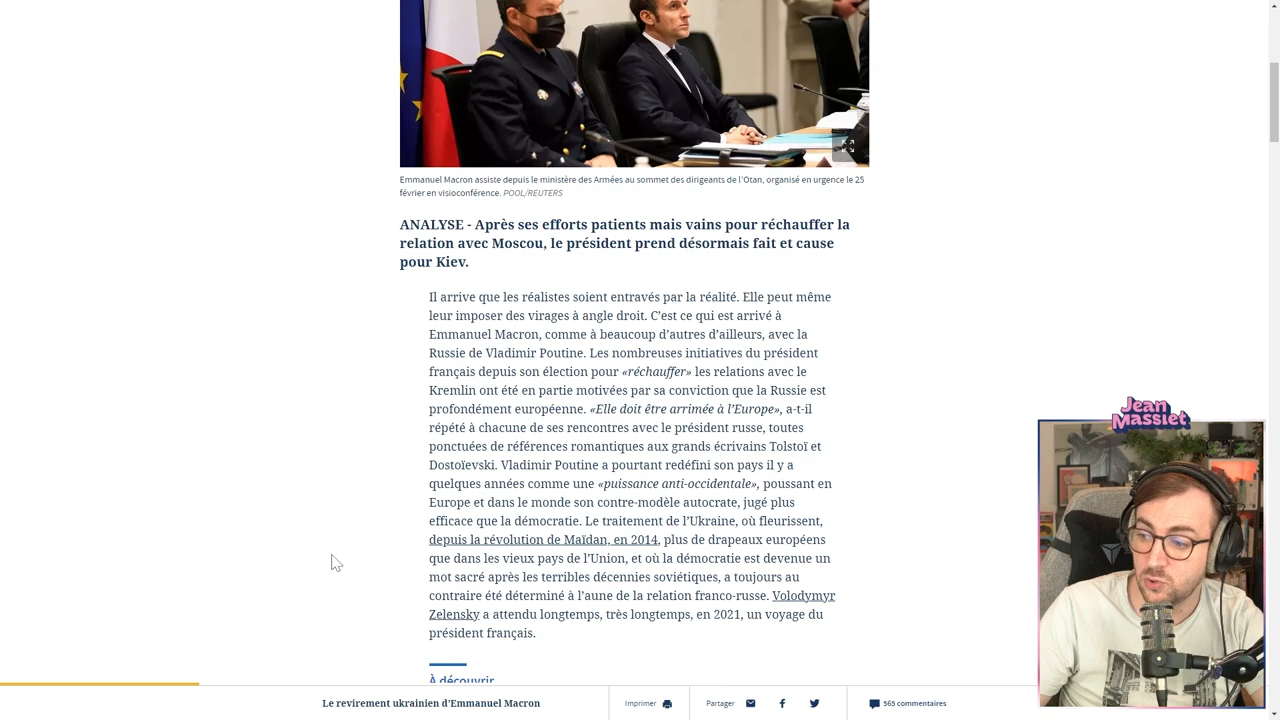 Emmanuel Macron assiste depuis le ministère des Armées au sommet des dirigeants de l'Otan, organisé en urgence le 25
février en visioconférence. POOL/REUTERS
ANALYSE - Après ses efforts patients mais vains pour réchauffer la
relation avec Moscou, le président prend désormais fait et cause
pour Kiev.
Il arrive que les réalistes soient entravés par la réalité. Elle peut même
leur imposer des virages à angle droit. C'est ce qui est arrivé à
Emmanuel Macron, comme à beaucoup d'autres d'ailleurs, avec la
Russie de Vladimir Poutine. Les nombreuses initiatives du président
français depuis son élection pour «réchauffer» les relations avec le
Kremlin ont été en partie motivées par sa conviction que la Russie est
profondément européenne. «Elle doit être arrimée à l'Europe», a-t-il
répété à chacune de ses rencontres avec le président russe, toutes
ponctuées de références romantiques aux grands écrivains Tolstoï et
Dostoïevski. Vladimir Poutine a pourtant redéfini son pays il y a
quelques années comme une «puissance anti-occidentale», poussant en
Europe et dans le monde son contre-modèle autocrate, jugé plus
efficace que la démocratie. Le traitement de l'Ukraine, où fleurissent,
depuis la révolution de Maïdan, en 2014, plus de drapeaux européens
que dans les vieux pays de l'Union, et où la démocratie est devenue un
mot sacré après les terribles décennies soviétiques, a toujours au
contraire été déterminé à l'aune de la relation franco-russe. Volodymyr
Zelensky a attendu longtemps, très longtemps, en 2021, un voyage du
président français.
À découvrir
Jean
Massiet
Le revirement ukrainien d'Emmanuel Macron
Imprimer
Partager
565 commentaires